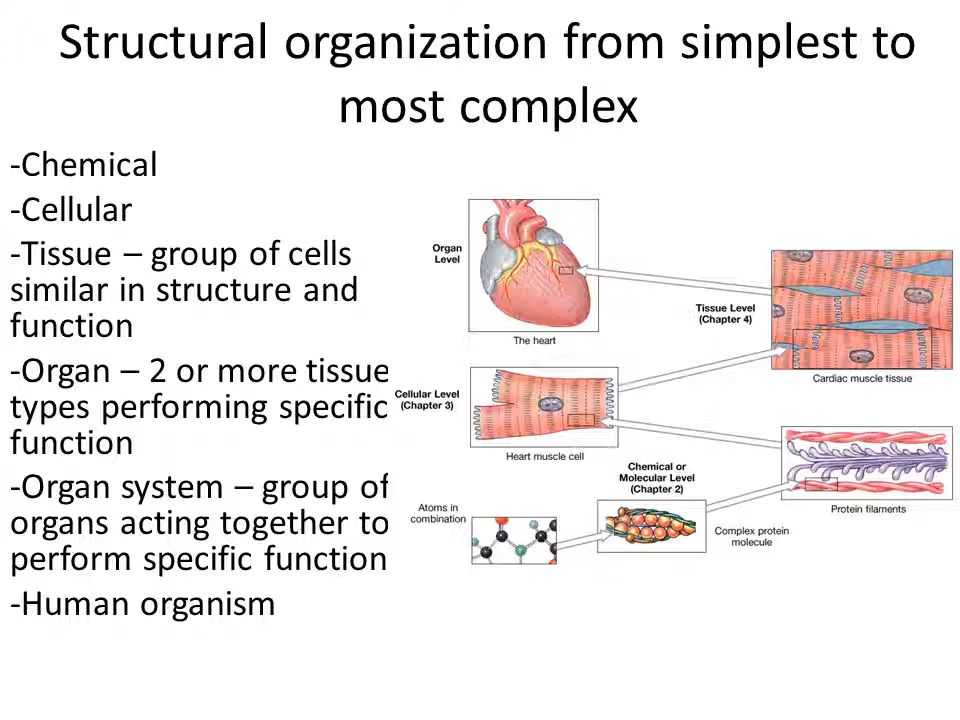 Structural organization from simplest to
most complex
-Chemical
-Cellular
-Tissue – group of cells
similar in structure and
function
-Organ – 2 or more tissue
types performing specific
function
-Organ system – group of
organs acting together to
perform specific function
-Human organism
Organ
Level
The heart
Tissue Level
(Chapter 4)
Cardiac muscle tissue
Cellular Level
(Chapter 3)
Heart muscle cell
Chemical or
Molecular Level
(Chapter 2)
Protein filaments
Atoms in
combination
Complex protein
molecule